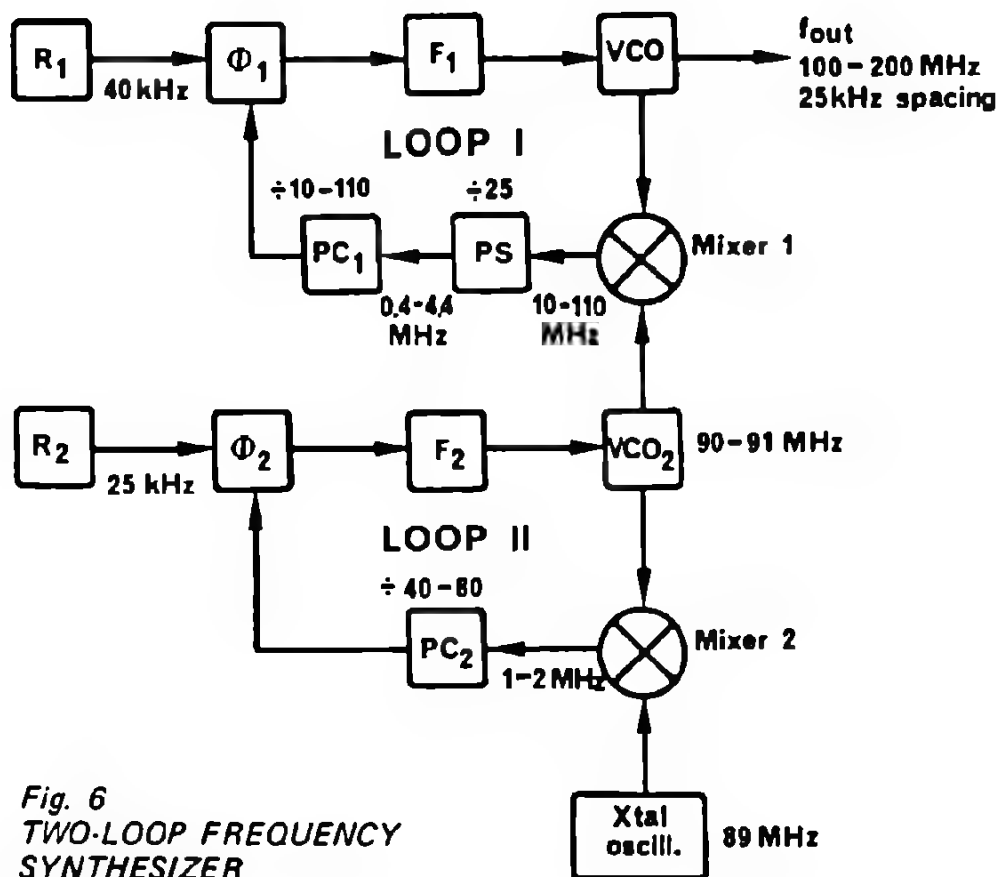 R1
40 kHz
Φ1
F1
VCO
fout
100-200 MHz
25kHz spacing
LOOP I
÷10-110
÷25
PC1
PS
Mixer 1
0,4-4,4
MHz
10-110
MHz
R2
25 kHz
Φ2
F2
VCO2
90-91 MHz
LOOP II
÷ 40-80
PC2
1-2 MHz
Mixer 2
Xtal
oscill.
89 MHz
Fig. 6
TWO-LOOP FREQUENCY
SYNTHESIZER